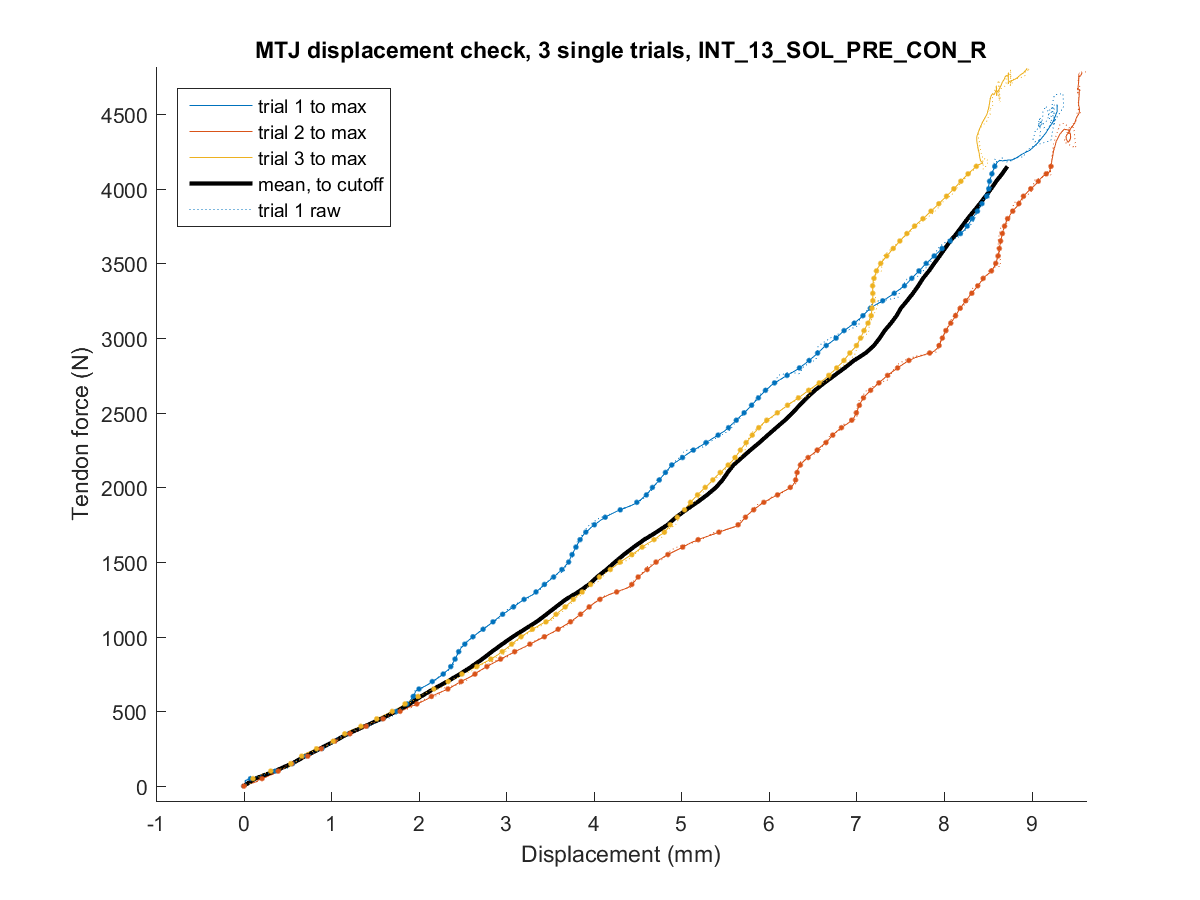 MTJ displacement check, 3 single trials, INT_13_SOL_PRE_CON_R
trial 1 to max
trial 2 to max
trial 3 to max
mean, to cutoff
trial 1 raw
4500
4000
3500
3000
2500
2000
1500
1000
500
0
Tendon force (N)
-1 0 1 2 3 4 5 6 7 8 9
Displacement (mm)